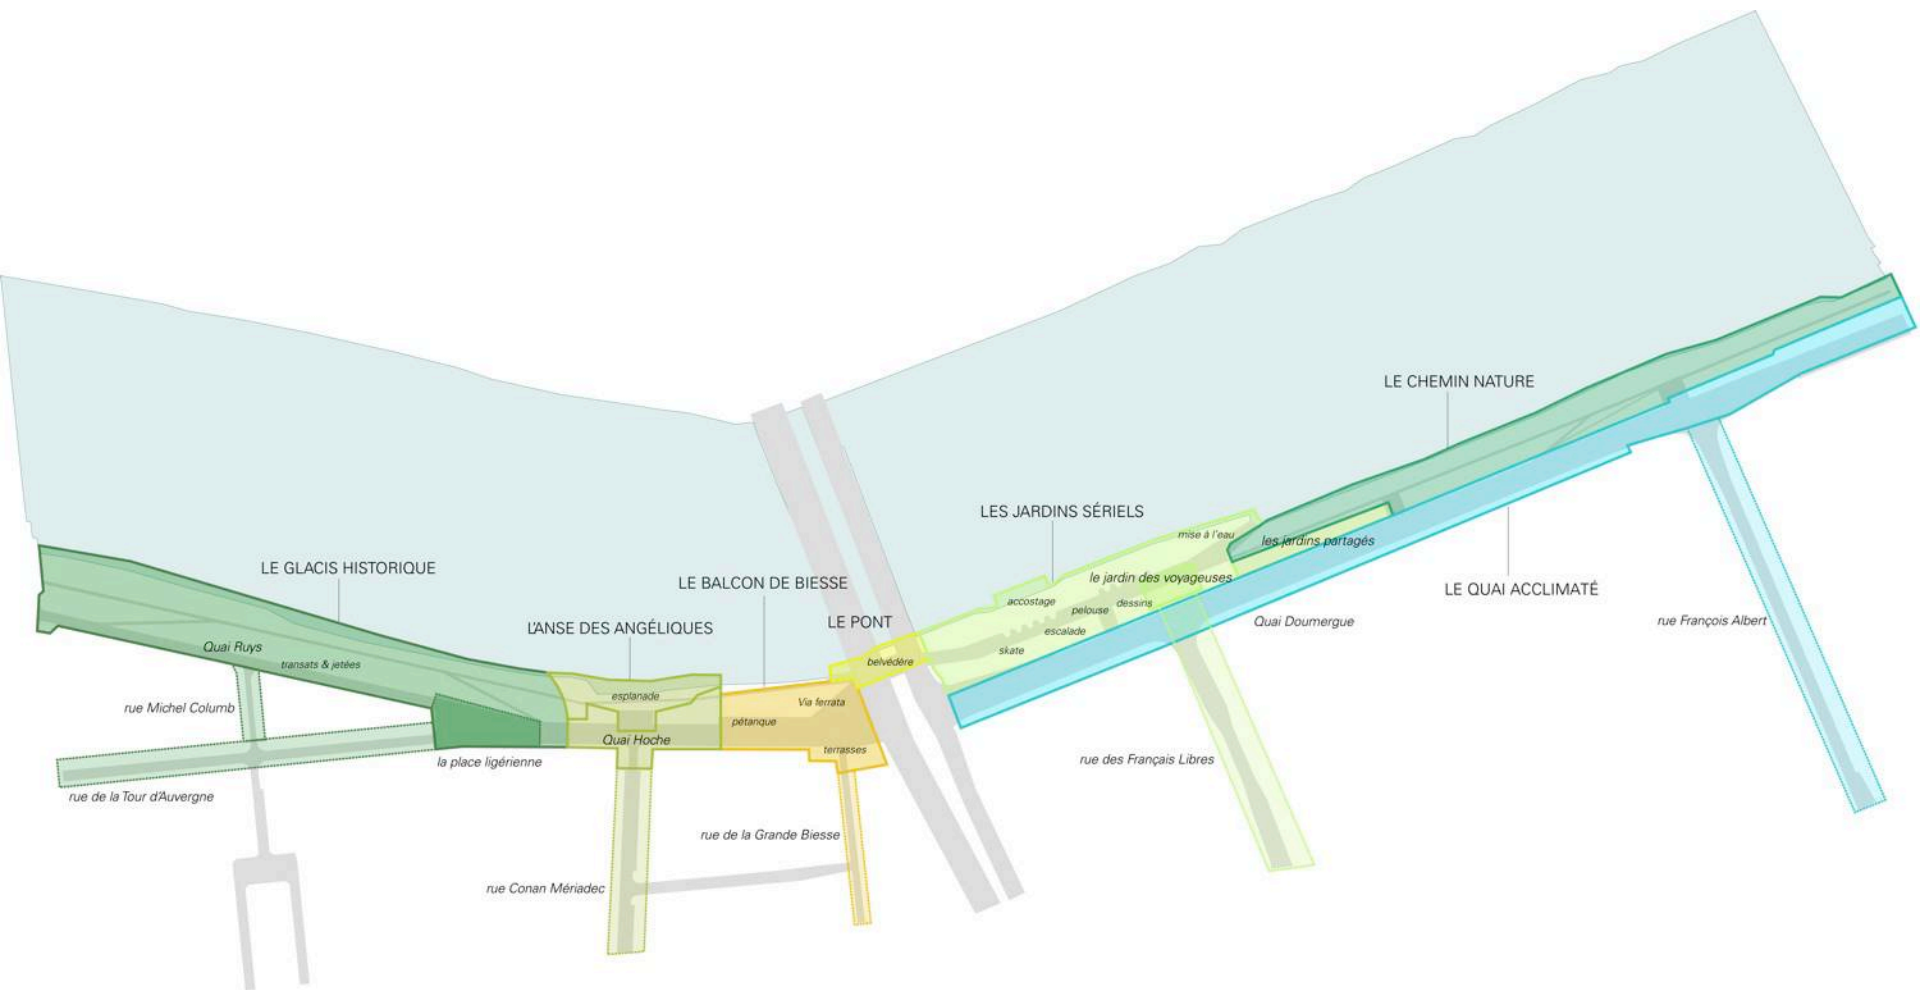 LE CHEMIN NATURE
LES JARDINS SÉRIELS
mise à l'eau
les jardins partagés
LE GLACIS HISTORIQUE
LE BALCON DE BIESSE
le jardin des voyageuses
LE QUAI ACCLIMATÉ
accostage
pelouse
dessins
L'ANSE DES ANGÉLIQUES
LE PONT
escalade
Quai Doumergue
rue François Albert
Quai Ruys
transats & jetées
skate
belvédère
esplanade
Via ferrata
rue Michel Columb
pétanque
Quai Hoche
terrasses
la place ligérienne
rue des Français Libres
rue de la Tour d'Auvergne
rue de la Grande Biesse
rue Conan Mériadec